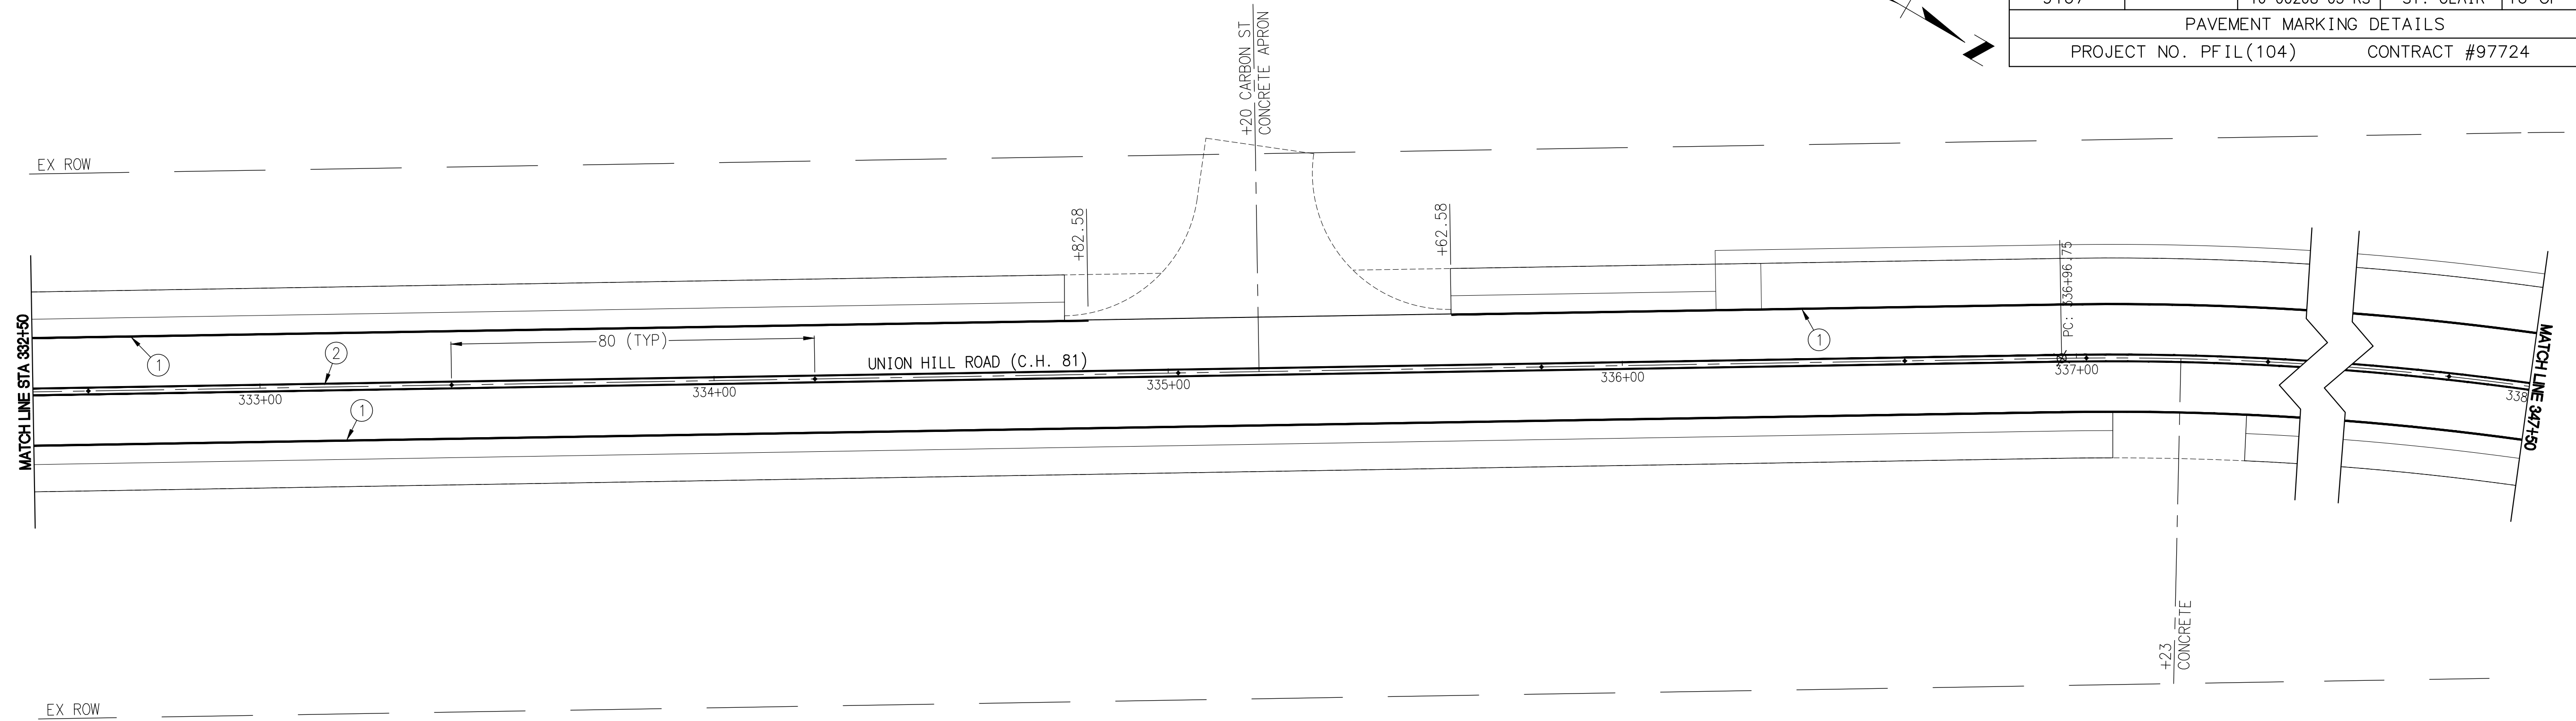 PAVEMENT MARKING DETAILS
PROJECT NO. PFIL(104) CONTRACT #97724
+20 CARBON ST
CONCRETE APRON
EX ROW
+82.58
+62.58
PC: 336+96.75
MATCH LINE STA 332+50
1
2
80 (TYP)
UNION HILL ROAD (C.H. 81)
1
333+00
334+00
335+00
336+00
337+00
338
MATCH LINE 347+50
1
+23
CONCRETE
EX ROW